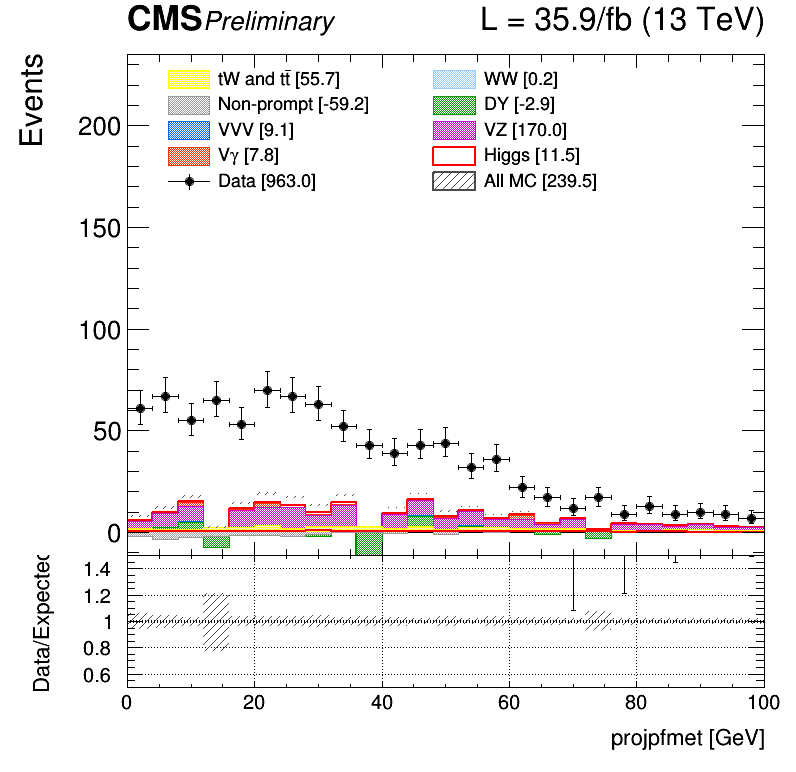 CMS Preliminary L = 35.9/fb (13 TeV)
Events
tW and tt̄ [55.7] WW [0.2]
Non-prompt [-59.2] DY [-2.9]
VVV [9.1] VZ [170.0]
Vγ [7.8] Higgs [11.5]
Data [963.0] All MC [239.5]
200
150
100
50
0
Data/Expected
1.4
1.2
1
0.8
0.6
0 20 40 60 80 100
projpfmet [GeV]